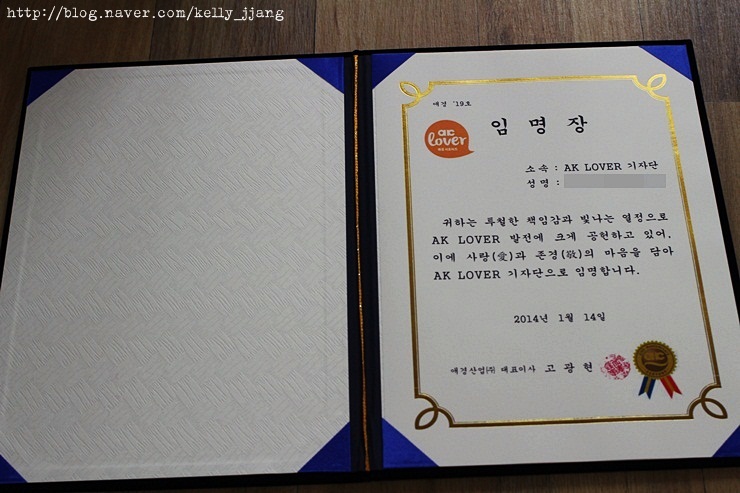 http://blog.naver.com/kelly_jjang
애경 '19호
임 명 장
ak
lover
소속 : AK LOVER 기자단
성명 :
귀하는 투철한 책임감과 빛나는 열정으로
AK LOVER 발전에 크게 공헌하고 있어,
이에 사랑(愛)과 존경(敬)의 마음을 담아
AK LOVER 기자단으로 임명합니다.
2014년 1월 14일
애경산업㈜ 대표이사 고 광 현